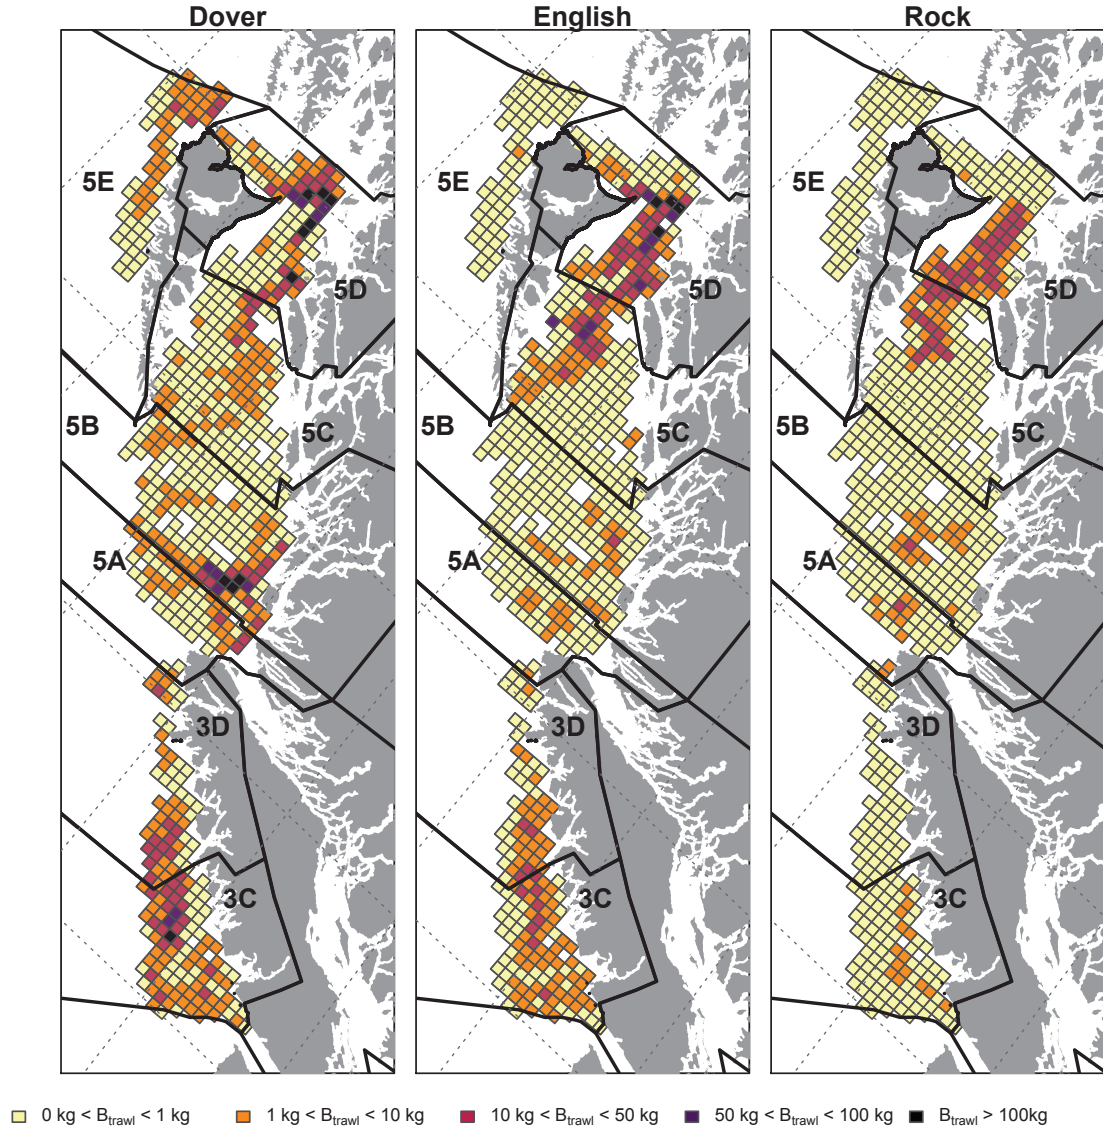 Dover English Rock
5E 5E 5E
5D 5D 5D
5B 5C 5B 5C 5B 5C
5A 5A 5A
3D 3D 3D
3C 3C 3C
0 kg < Btrawl < 1 kg 1 kg < Btrawl < 10 kg 10 kg < Btrawl < 50 kg 50 kg < Btrawl < 100 kg Btrawl > 100kg